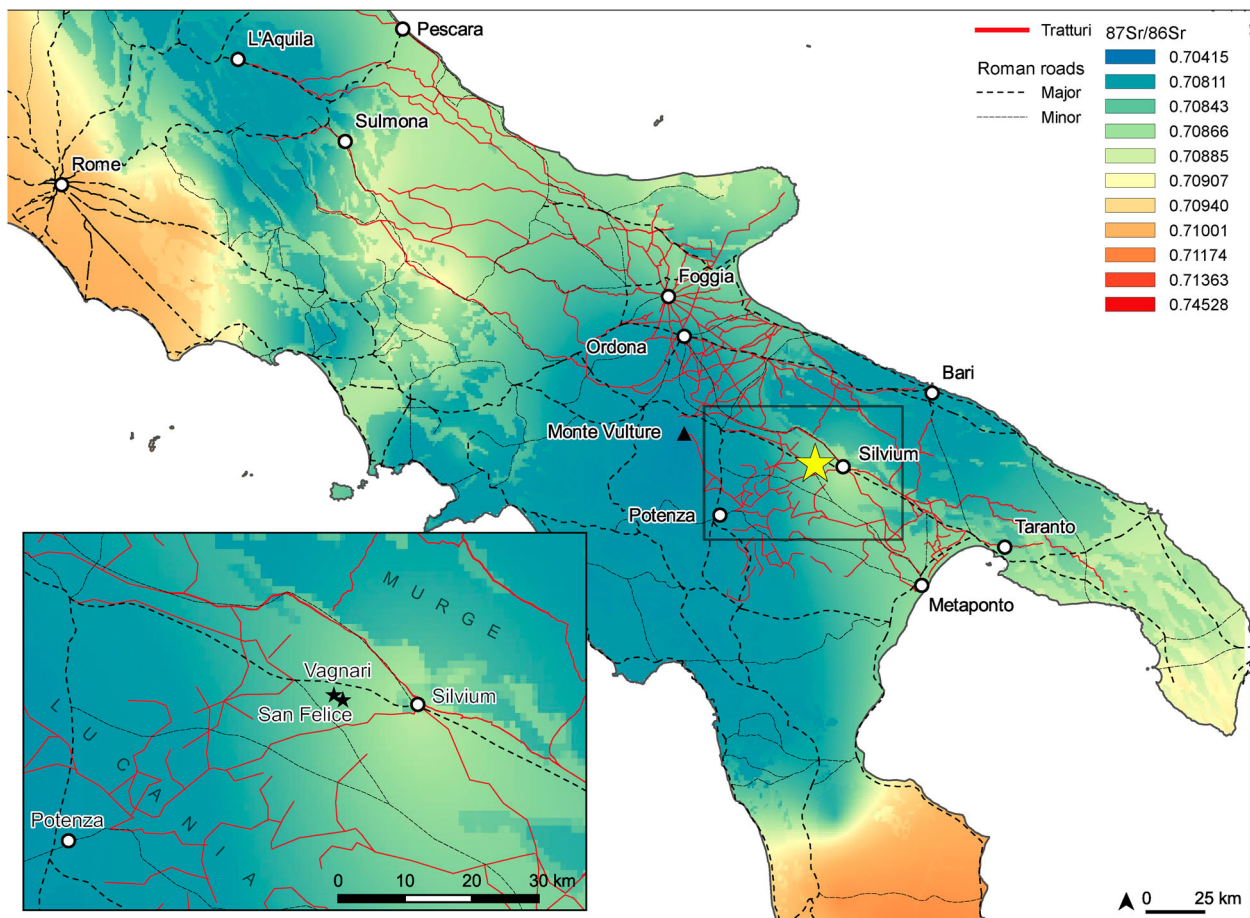 Pescara
L'Aquila
Sulmona
Rome
Foggia
Ordona
Bari
Monte Vulture
Silvium
Potenza
Taranto
Metaponto
Tratturi
Roman roads
Major
Minor
87Sr/86Sr
0.70415
0.70811
0.70843
0.70866
0.70885
0.70907
0.70940
0.71001
0.71174
0.71363
0.74528
MURGE
Vagnari
San Felice
Silvium
LUCANIA
Potenza
0 10 20 30 km
0 25 km